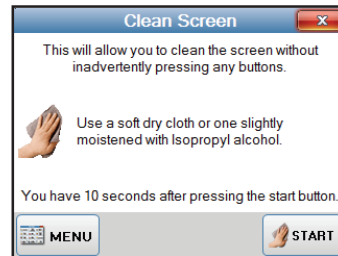 Clean Screen
x
This will allow you to clean the screen without
inadvertently pressing any buttons.
Use a soft dry cloth or one slightly
moistened with Isopropyl alcohol.
You have 10 seconds after pressing the start button.
MENU
START